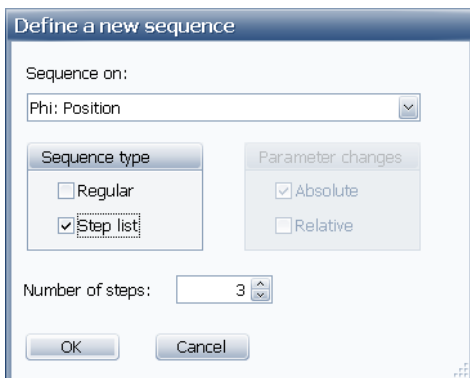 Define a new sequence
Sequence on:
Phi: Position
Sequence type
Regular
Step list
Parameter changes
Absolute
Relative
Number of steps: 3
OK Cancel